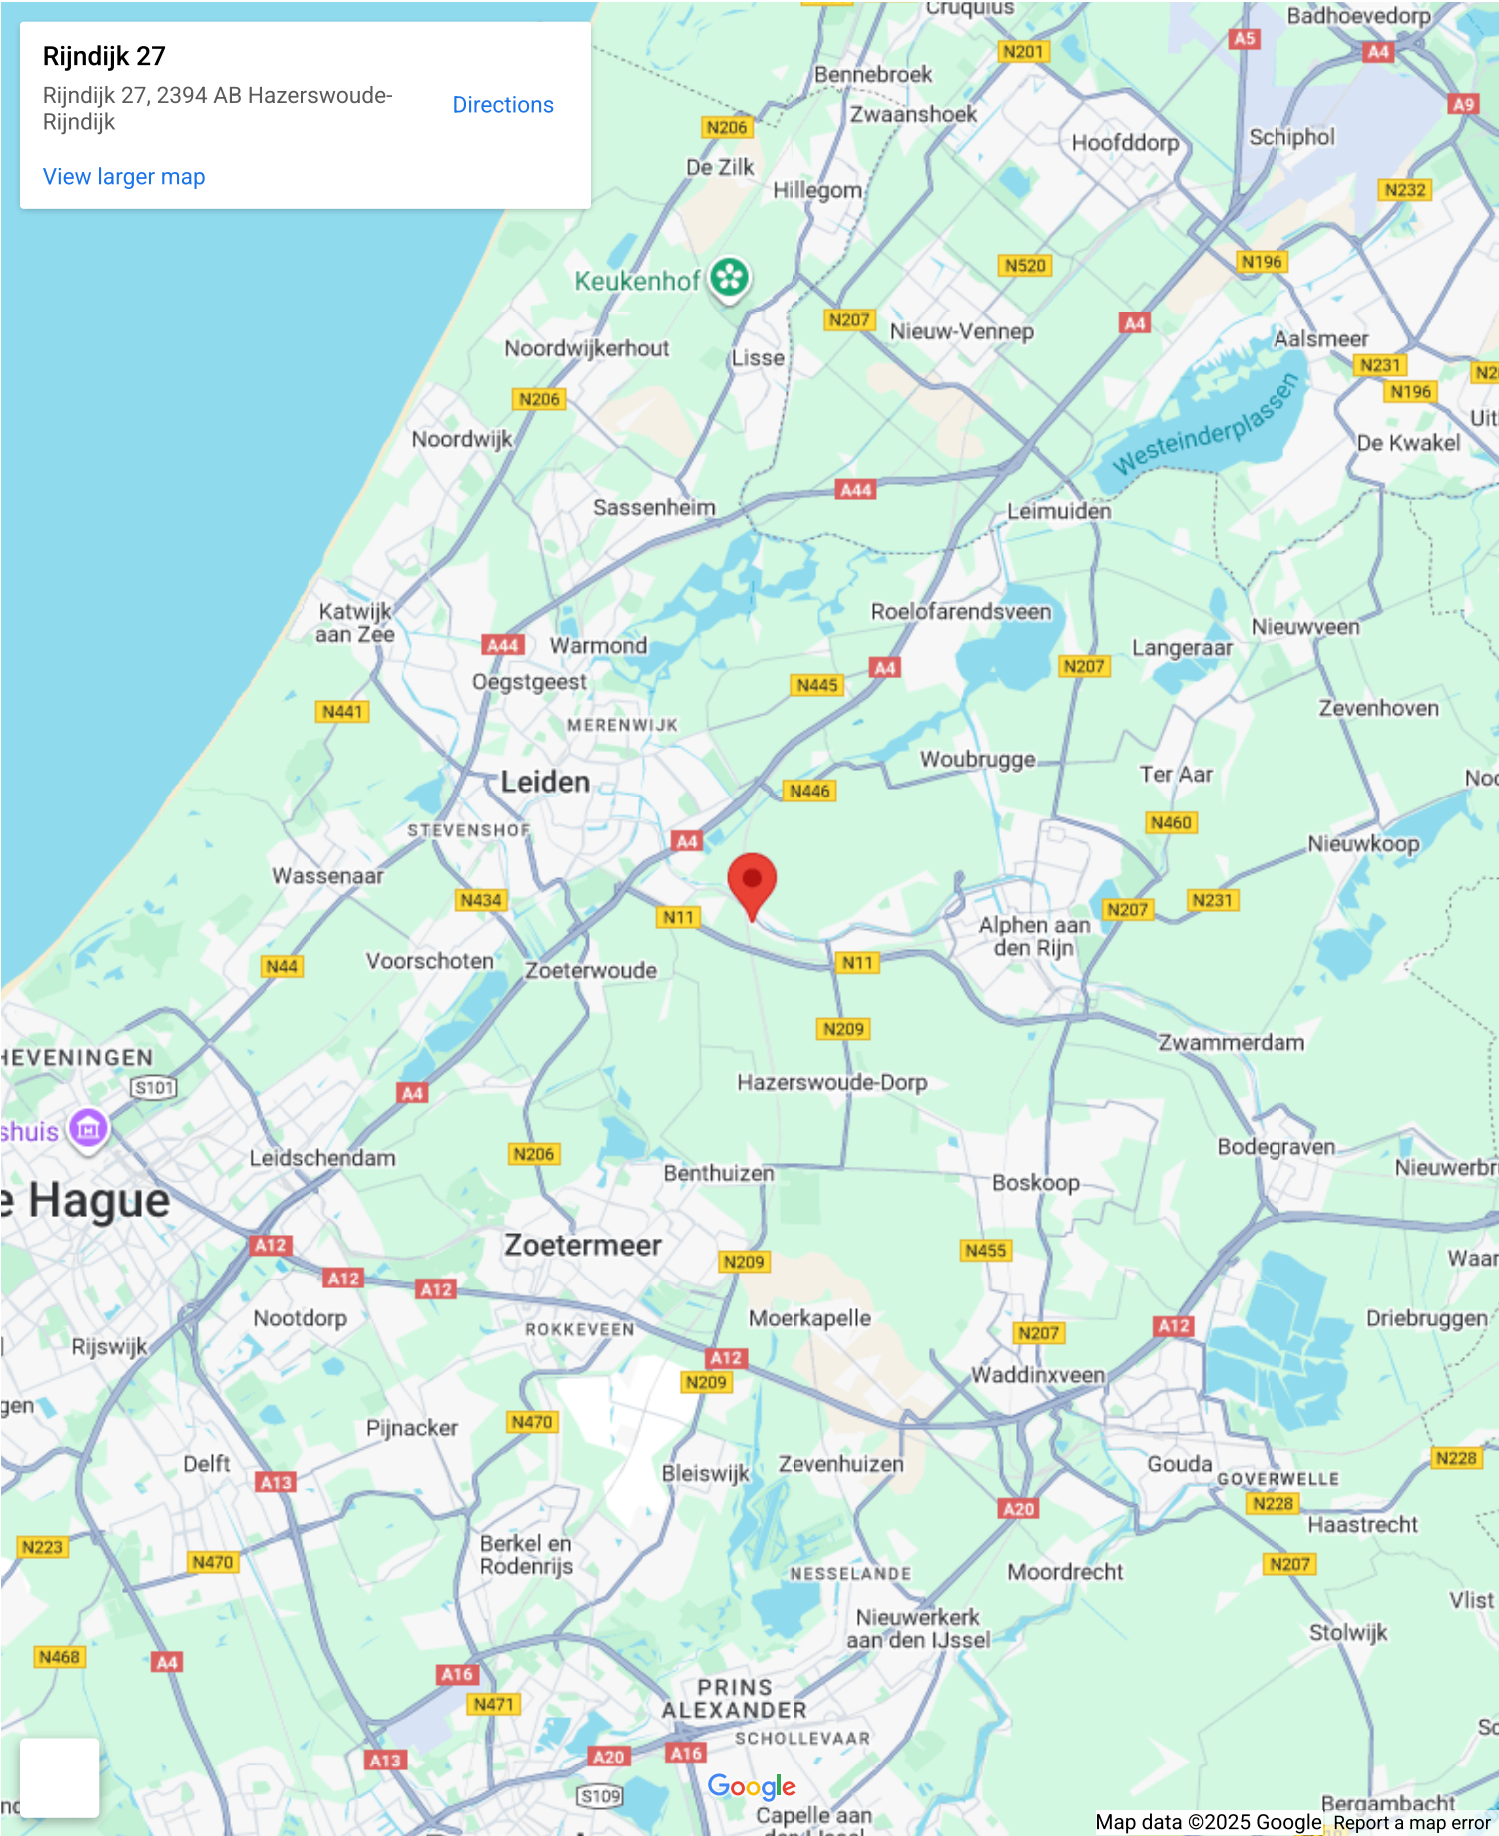 Rijndijk 27
Rijndijk 27, 2394 AB Hazerswoude-
Rijndijk
Directions
View larger map
Cruquius
Badhoevedorp
A5
A4
N201
Bennebroek
A9
Zwaanshoek
N206
Hoofddorp
Schiphol
De Zilk
Hillegom
N232
N196
N520
Keukenhof
N207
A4
Nieuw-Vennep
Aalsmeer
Noordwijkerhout
Lisse
N231
N196
N206
Westeinderplassen
Noordwijk
De Kwakel
A44
Sassenheim
Leimuiden
Katwijk
aan Zee
Roelofarendsveen
Nieuwveen
A44
Warmond
Langeraar
A4
N207
Oegstgeest
N445
N441
Zevenhoven
MERENWIJK
Woubrugge
Leiden
Ter Aar
N446
N460
STEVENSHOF
A4
Nieuwkoop
Wassenaar
N434
N231
N207
N11
Alphen aan
den Rijn
Voorschoten
N44
Zoeterwoude
N11
N209
Zwammerdam
HEVENINGEN
S101
Hazerswoude-Dorp
A4
shuis
Bodegraven
N206
Leidschendam
Benthuizen
Nieuwerbr
Boskoop
e Hague
Zoetermeer
A12
N455
N209
Waar
A12
A12
Nootdorp
Moerkapelle
Driebruggen
ROKKEVEEN
A12
N207
Rijswijk
A12
Waddinxveen
N209
gen
N470
Pijnacker
Delft
Zevenhuizen
Gouda
N228
Bleiswijk
GOVERWELLE
A13
N228
A20
Haastrecht
N223
Berkel en
Rodenrijs
N470
N207
NESSELANDE
Moordrecht
Vlist
Nieuwerkerk
aan den IJssel
Stolwijk
N468
A4
A16
PRINS
ALEXANDER
N471
SCHOLLEVAAR
A13
A20
A16
Google
S109
Capelle aan
Bergambacht
Map data ©2025 Google
Report a map error